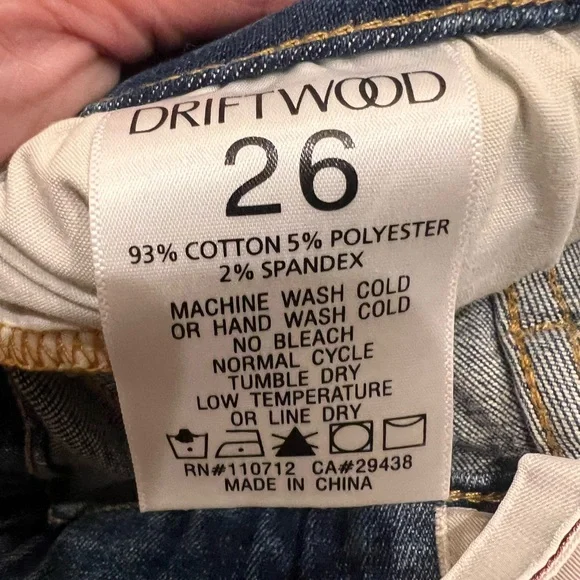 DRIFTWOOD
26
93% COTTON 5% POLYESTER
2% SPANDEX
MACHINE WASH COLD
OR HAND WASH COLD
NO BLEACH
NORMAL CYCLE
TUMBLE DRY
LOW TEMPERATURE
OR LINE DRY
RN#110712 CA#29438
MADE IN CHINA